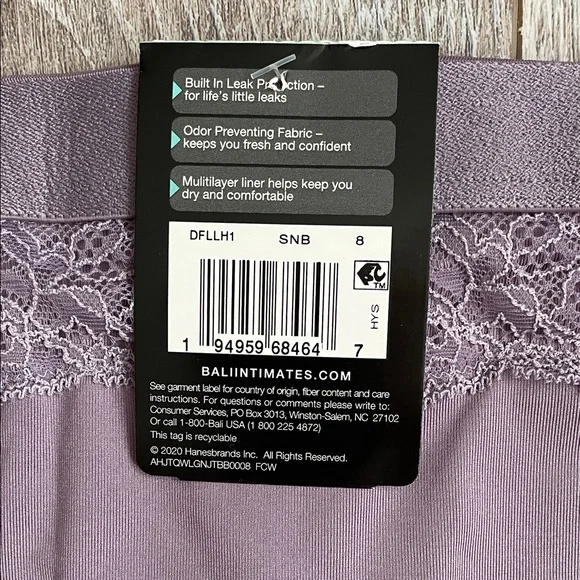 Built In Leak Protection –
for life's little leaks
Odor Preventing Fabric –
keeps you fresh and confident
Mulitilayer liner helps keep you
dry and comfortable
DFLLH1 SNB 8
TM
HYS
1 94959 68464 7
BALIINTIMATES.COM
See garment label for country of origin, fiber content and care
instructions. For questions or comments please write to:
Consumer Services, PO Box 3013, Winston-Salem, NC 27102
Or call 1-800-Bali USA (1 800 225 4872)
This tag is recyclable
© 2020 Hanesbrands Inc. All Rights Reserved.
AHJTQWLGNJTBB0008 FCW